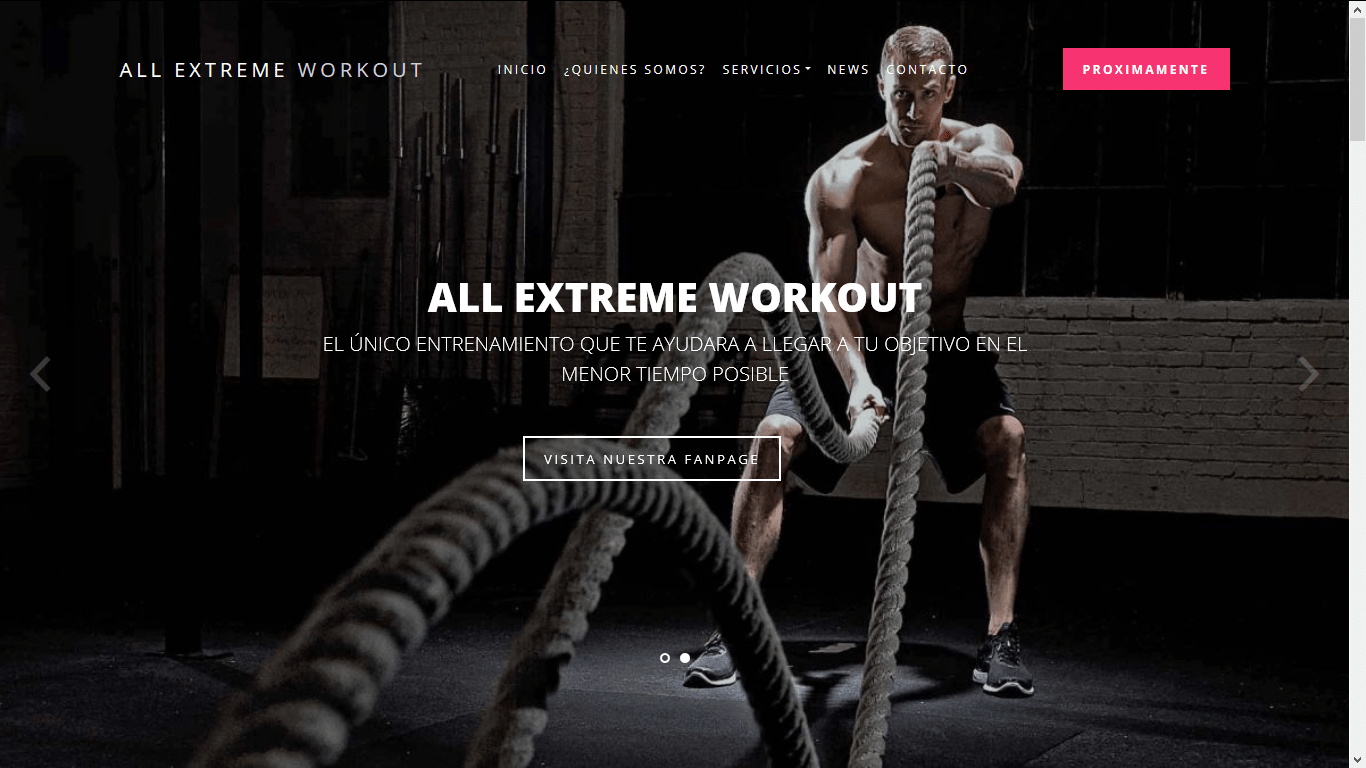 ALL EXTREME WORKOUT
INICIO ¿QUIENES SOMOS? SERVICIOS NEWS CONTACTO
PROXIMAMENTE
ALL EXTREME WORKOUT
EL ÚNICO ENTRENAMIENTO QUE TE AYUDARA A LLEGAR A TU OBJETIVO EN EL
MENOR TIEMPO POSIBLE
VISITA NUESTRA FANPAGE